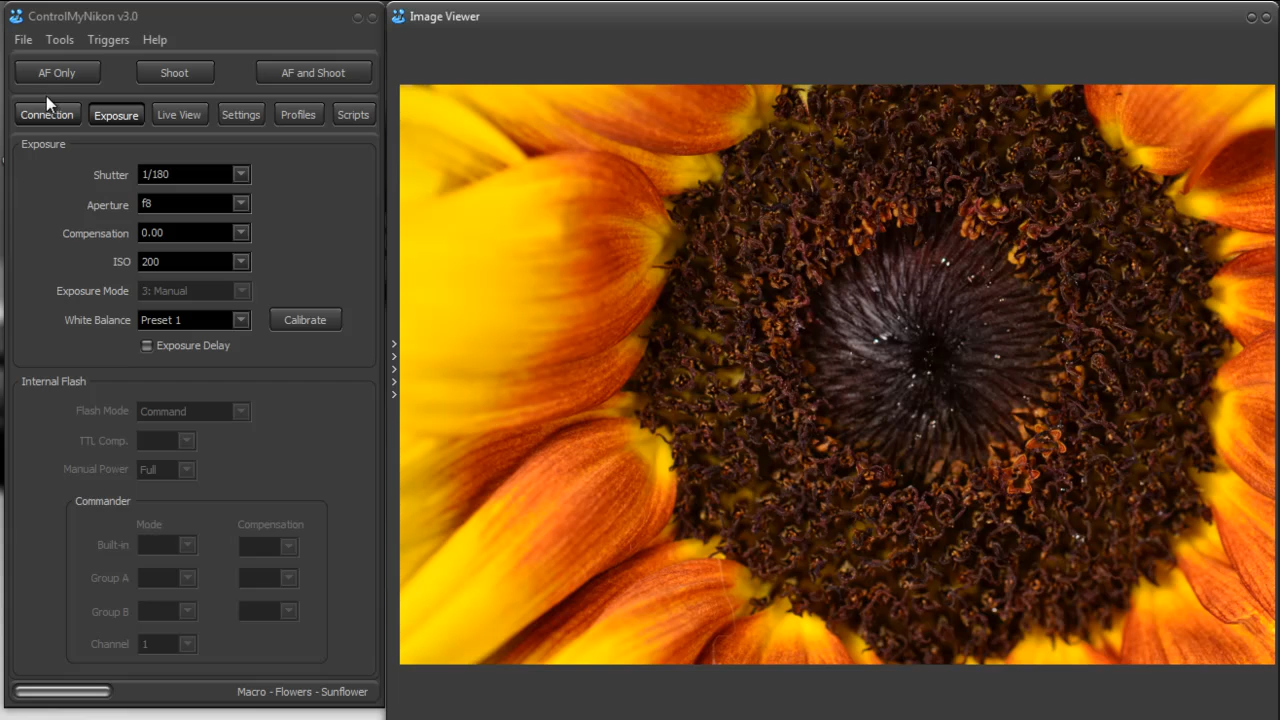 ControlMyNikon v3.0
File Tools Triggers Help
AF Only Shoot AF and Shoot
Connection Exposure Live View Settings Profiles Scripts
Exposure
Shutter 1/180
Aperture f8
Compensation 0.00
ISO 200
Exposure Mode 3: Manual
White Balance Preset 1 Calibrate
Exposure Delay
Internal Flash
Flash Mode Command
TTL Comp.
Manual Power Full
Commander
Mode Compensation
Built-in
Group A
Group B
Channel 1
Macro - Flowers - Sunflower
Image Viewer